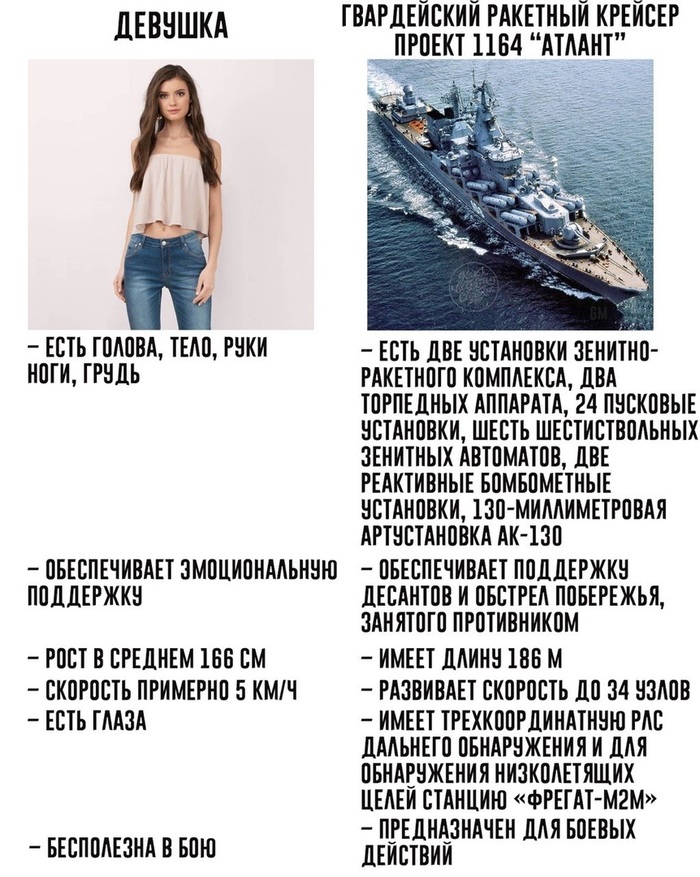 ДЕВУШКА
ГВАРДЕЙСКИЙ РАКЕТНЫЙ КРЕЙСЕР
ПРОЕКТ 1164 “АТЛАНТ”
– ЕСТЬ ГОЛОВА, ТЕЛО, РУКИ
НОГИ, ГРУДЬ
– ЕСТЬ ДВЕ УСТАНОВКИ ЗЕНИТНО-
РАКЕТНОГО КОМПЛЕКСА, ДВА
ТОРПЕДНЫХ АППАРАТА, 24 ПУСКОВЫЕ
УСТАНОВКИ, ШЕСТЬ ШЕСТИСТВОЛЬНЫХ
ЗЕНИТНЫХ АВТОМАТОВ, ДВЕ
РЕАКТИВНЫЕ БОМБОМЕТНЫЕ
УСТАНОВКИ, 130-МИЛЛИМЕТРОВАЯ
АРТУСТАНОВКА АК-130
– ОБЕСПЕЧИВАЕТ ЭМОЦИОНАЛЬНУЮ
ПОДДЕРЖКУ
– ОБЕСПЕЧИВАЕТ ПОДДЕРЖКУ
ДЕСАНТОВ И ОБСТРЕЛ ПОБЕРЕЖЬЯ,
ЗАНЯТОГО ПРОТИВНИКОМ
– РОСТ В СРЕДНЕМ 166 СМ
– ИМЕЕТ ДЛИНУ 186 М
– СКОРОСТЬ ПРИМЕРНО 5 КМ/Ч
– РАЗВИВАЕТ СКОРОСТЬ ДО 34 УЗЛОВ
– ЕСТЬ ГЛАЗА
– ИМЕЕТ ТРЕХКООРДИНАТНУЮ РЛС
ДАЛЬНЕГО ОБНАРУЖЕНИЯ И ДЛЯ
ОБНАРУЖЕНИЯ НИЗКОЛЕТЯЩИХ
ЦЕЛЕЙ СТАНЦИЮ «ФРЕГАТ-М2М»
– БЕСПОЛЕЗНА В БОЮ
– ПРЕДНАЗНАЧЕН ДЛЯ БОЕВЫХ
ДЕЙСТВИЙ